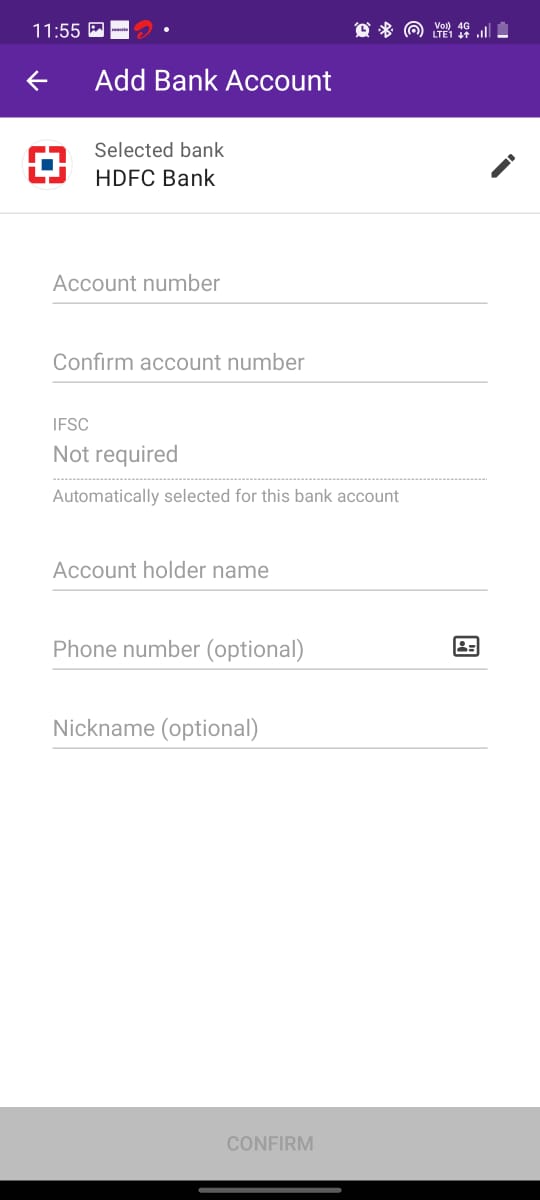 11:55
Vo)) 4G
LTE1
Add Bank Account
Selected bank
HDFC Bank
Account number
Confirm account number
IFSC
Not required
Automatically selected for this bank account
Account holder name
Phone number (optional)
Nickname (optional)
CONFIRM